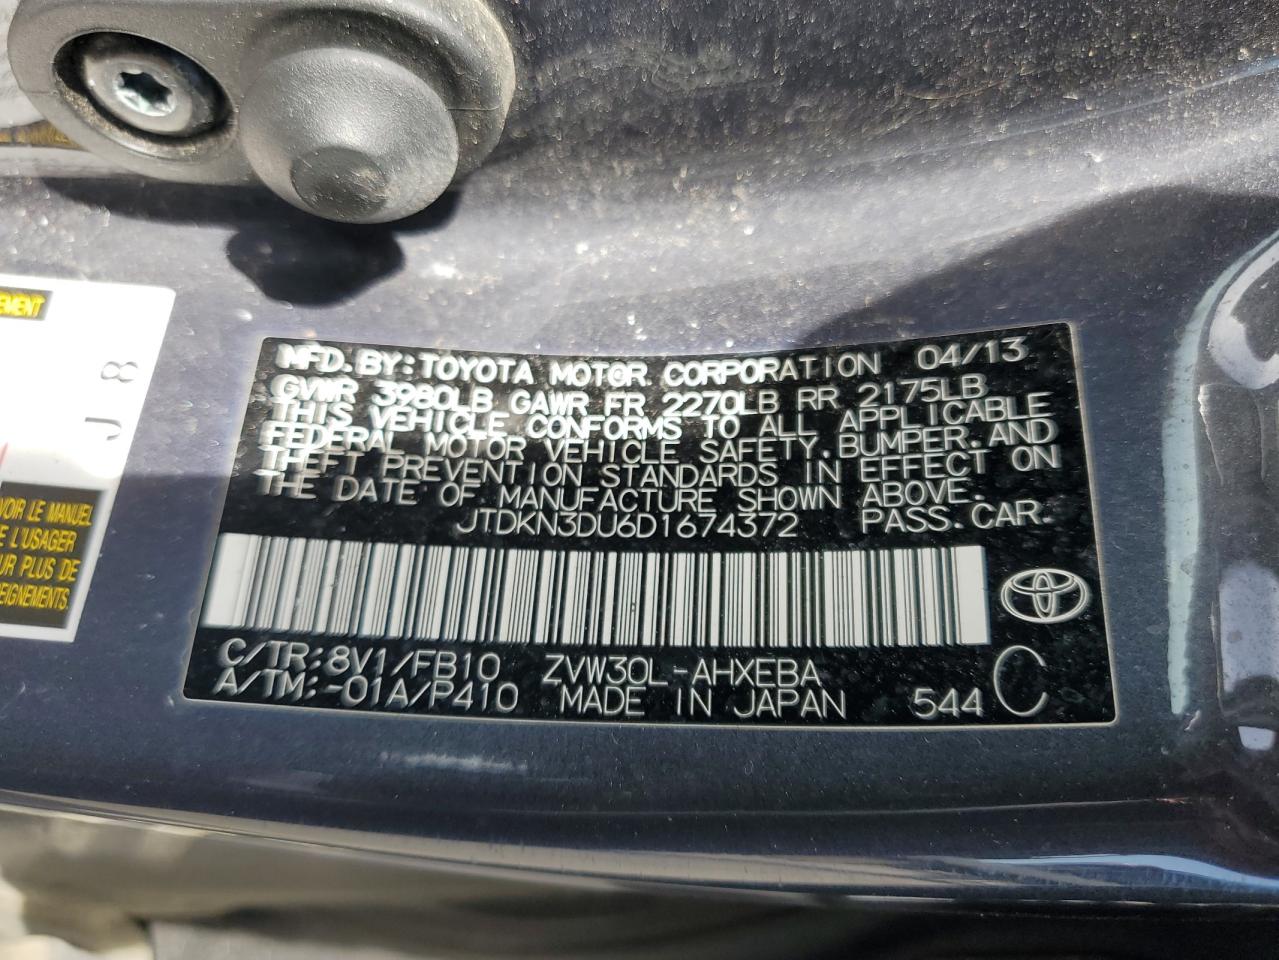 MFD.BY:TOYOTA MOTOR CORPORATION 04/13
GVWR 3980LB GAWR FR 2270LB RR 2175LB
THIS VEHICLE CONFORMS TO ALL APPLICABLE
FEDERAL MOTOR VEHICLE SAFETY,BUMPER,AND
THEFT PREVENTION STANDARDS IN EFFECT ON
THE DATE OF MANUFACTURE SHOWN ABOVE.
JTDKN3DU6D1674372 PASS.CAR.
C/TR:8V1/FB10 ZVW30L-AHXEBA
A/TM:-01A/P410 MADE IN JAPAN 544 C
J 8
VOIR LE MANUEL
L'USAGER
PLUS DE